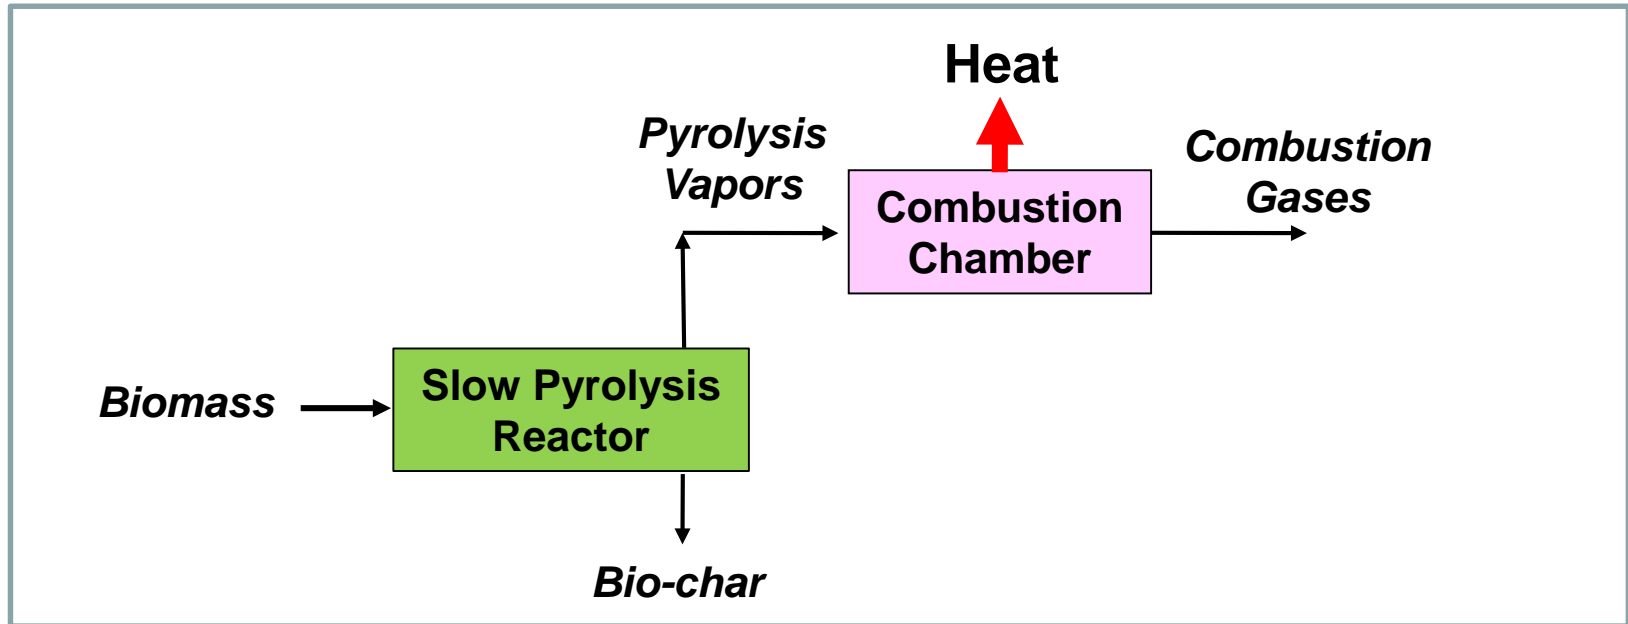 Heat
Pyrolysis
Vapors
Combustion
Chamber
Combustion
Gases
Biomass
Slow Pyrolysis
Reactor
Bio-char